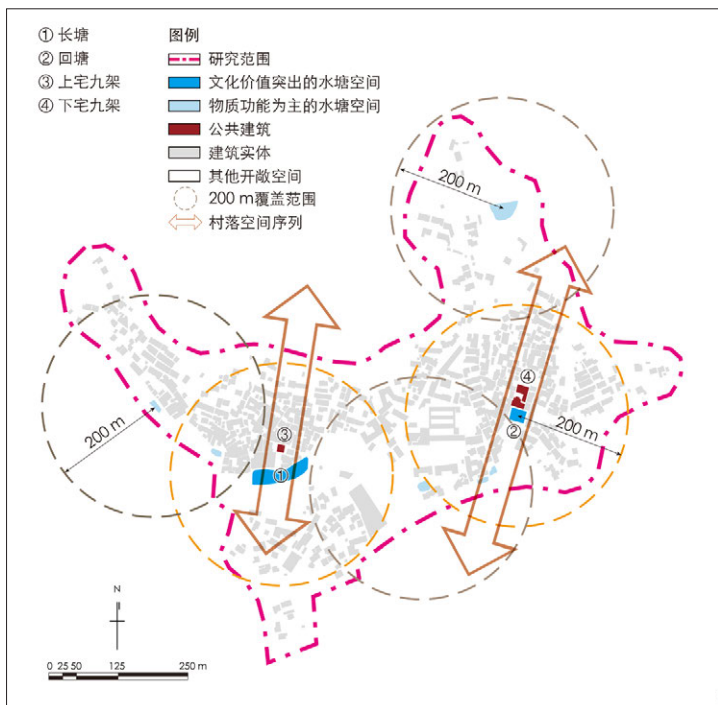 ① 长塘
② 回塘
③ 上宅九架
④ 下宅九架
图例
研究范围
文化价值突出的水塘空间
物质功能为主的水塘空间
公共建筑
建筑实体
其他开敞空间
200 m覆盖范围
村落空间序列
200 m
④
②
200 m
200 m
③
①
N
0 25 50 125 250 m